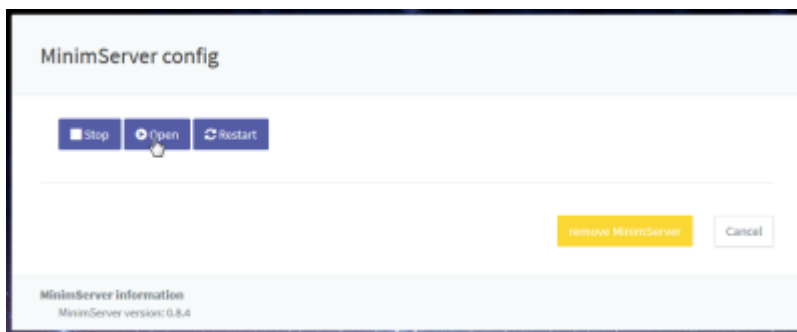 MinimServer config
Stop Open Restart
remove MinimServer Cancel
MinimServer information
MinimServer version: 0.8.4